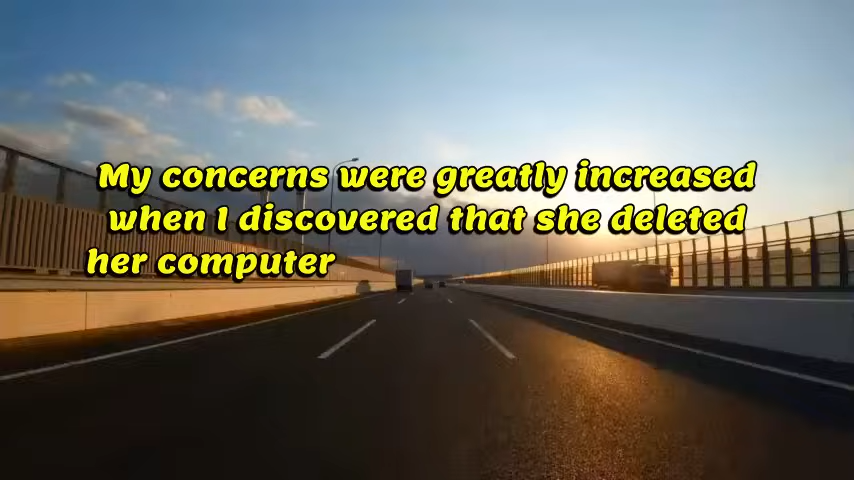 My concerns were greatly increased
when I discovered that she deleted
her computer